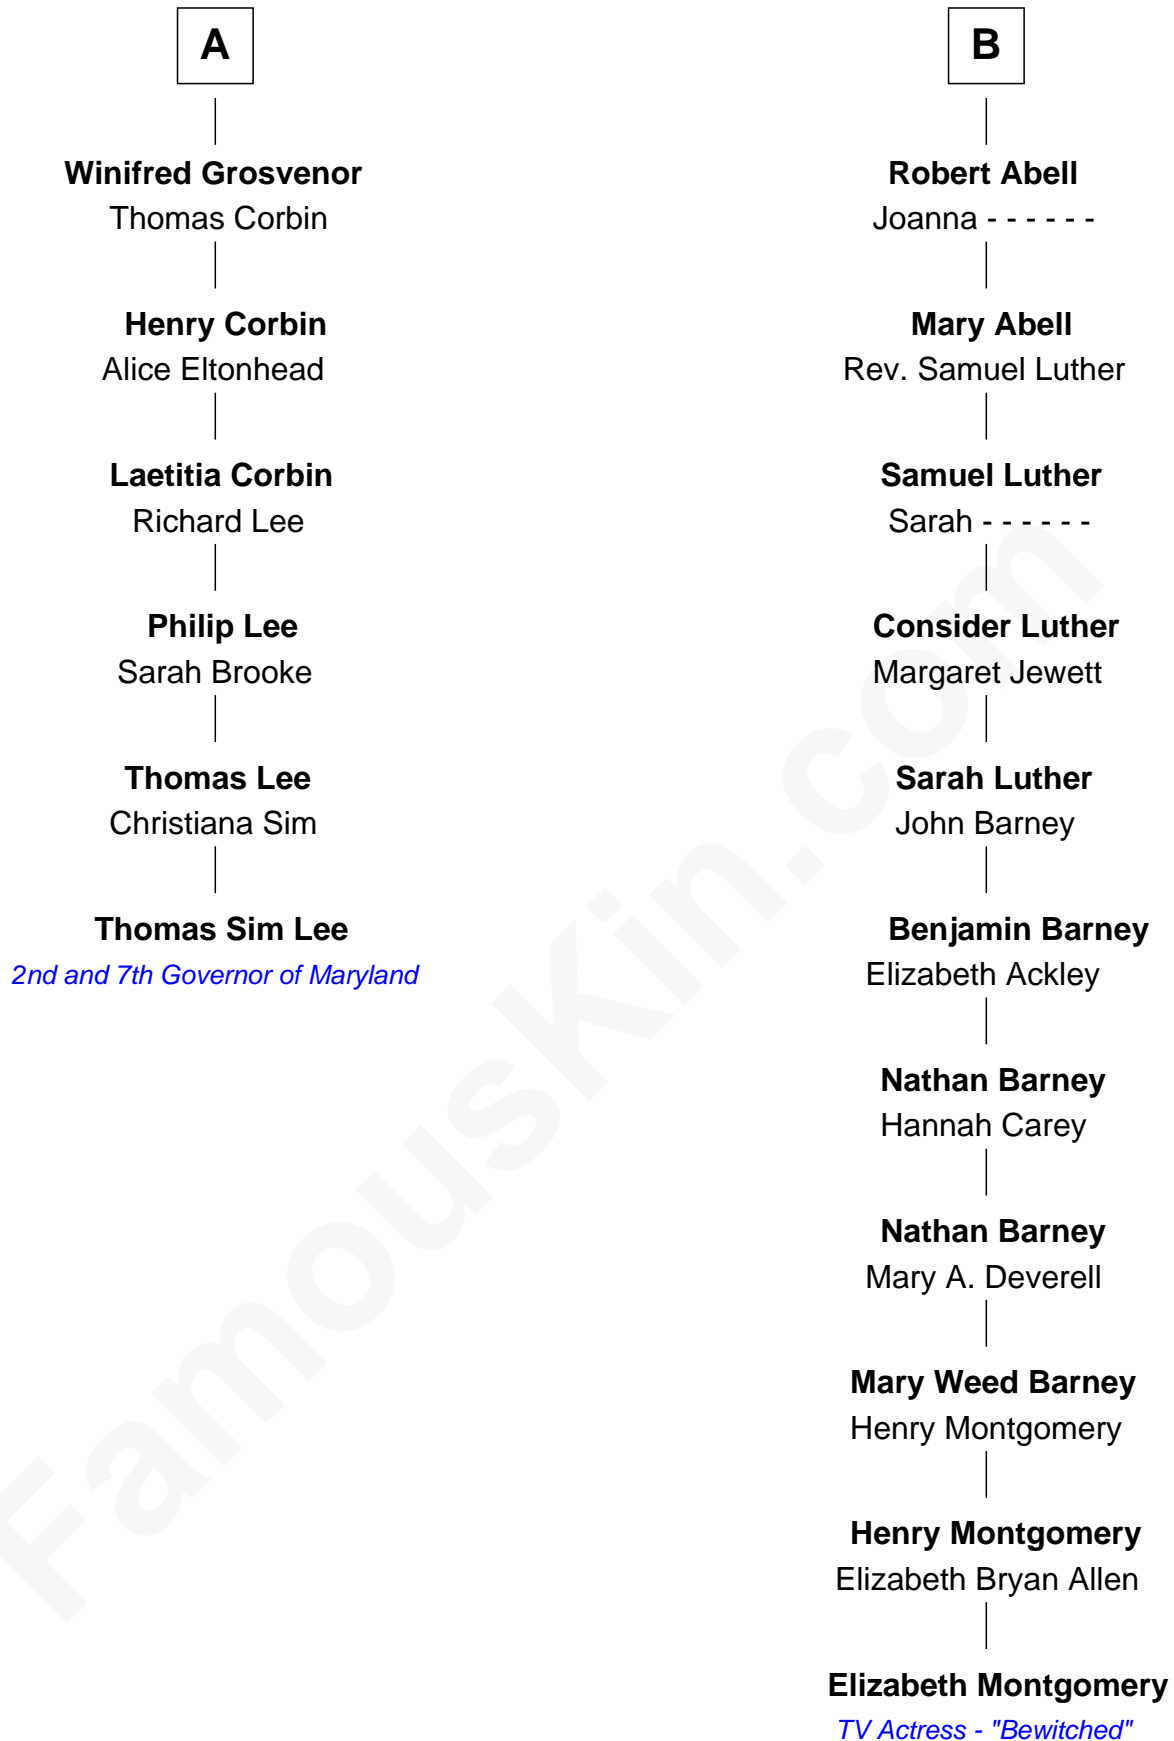 A
Winifred Grosvenor
Thomas Corbin
Henry Corbin
Alice Eltonhead
Laetitia Corbin
Richard Lee
Philip Lee
Sarah Brooke
Thomas Lee
Christiana Sim
Thomas Sim Lee
2nd and 7th Governor of Maryland
B
Robert Abell
Joanna - - - - - -
Mary Abell
Rev. Samuel Luther
Samuel Luther
Sarah - - - - - -
Consider Luther
Margaret Jewett
Sarah Luther
John Barney
Benjamin Barney
Elizabeth Ackley
Nathan Barney
Hannah Carey
Nathan Barney
Mary A. Deverell
Mary Weed Barney
Henry Montgomery
Henry Montgomery
Elizabeth Bryan Allen
Elizabeth Montgomery
TV Actress - "Bewitched"
FamousKin.com